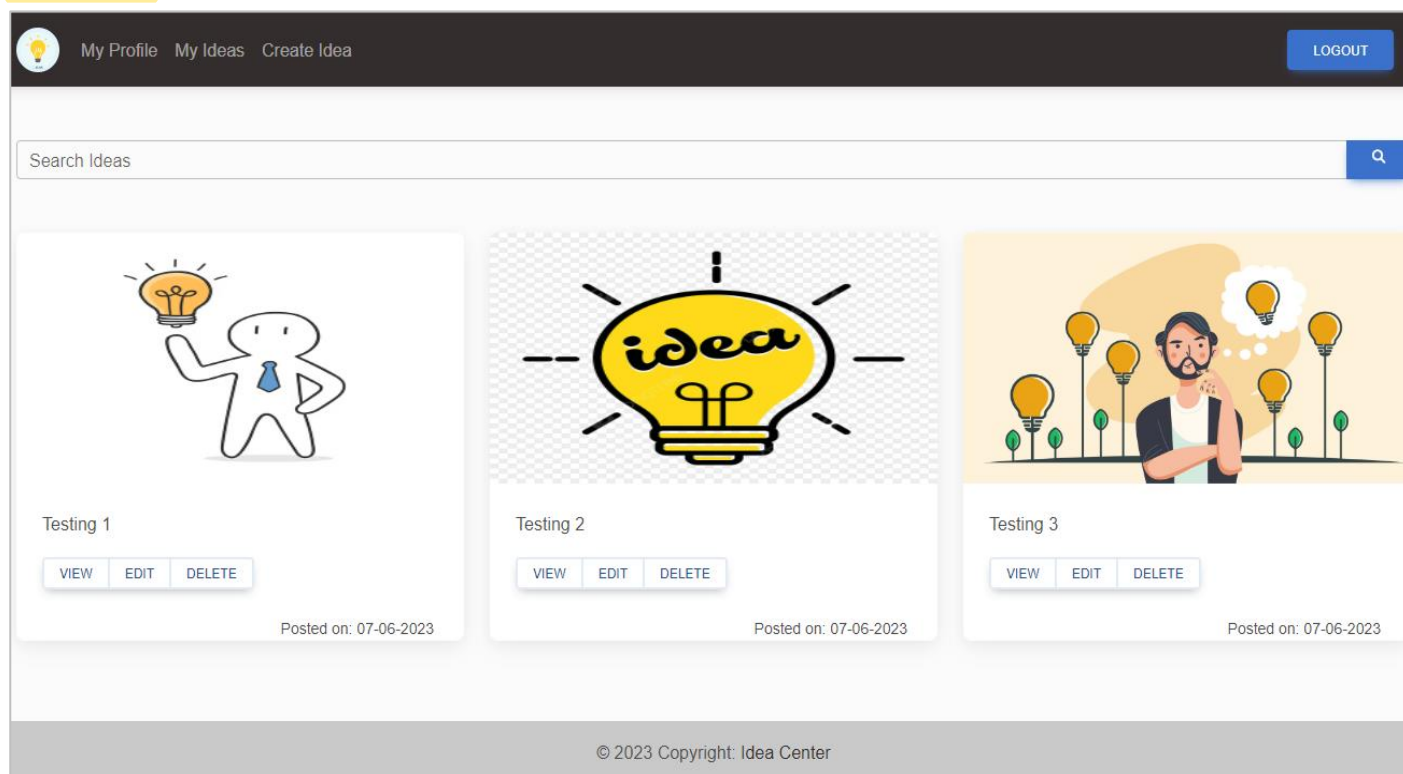 My Profile My Ideas Create Idea LOGOUT
Search Ideas
idea
Testing 1 Testing 2 Testing 3
VIEW EDIT DELETE VIEW EDIT DELETE VIEW EDIT DELETE
Posted on: 07-06-2023 Posted on: 07-06-2023 Posted on: 07-06-2023
© 2023 Copyright: Idea Center